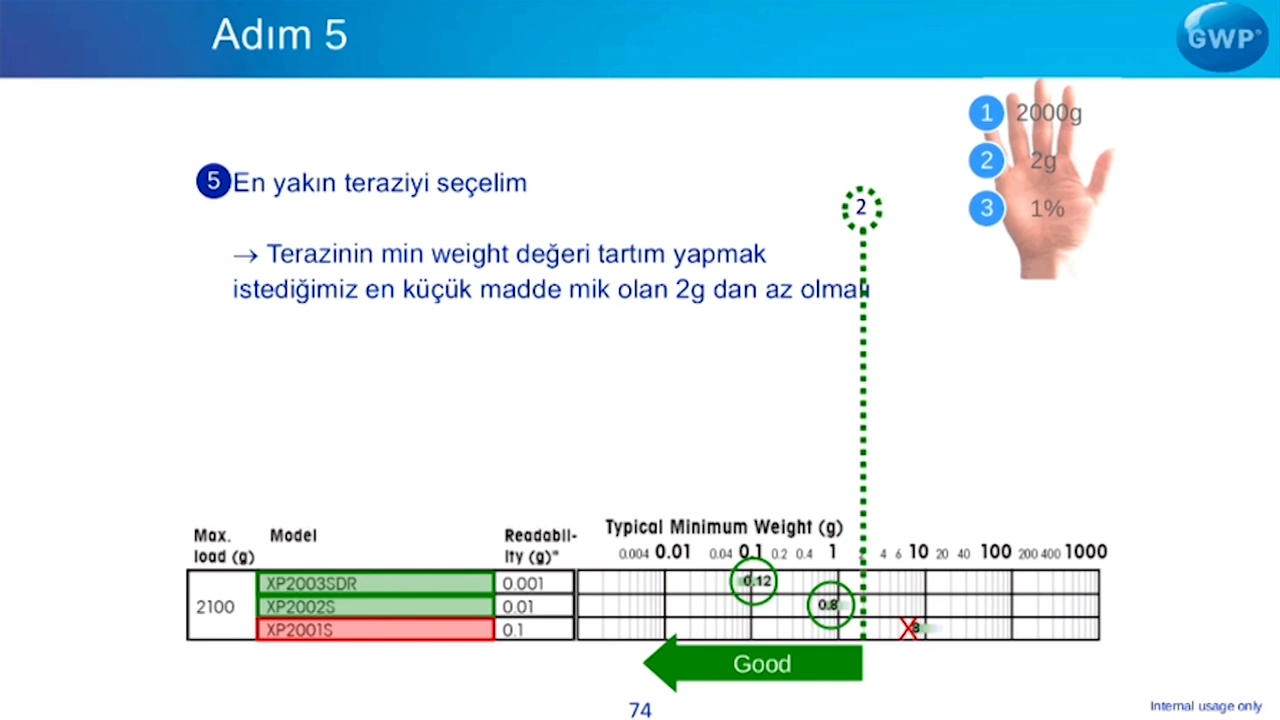 Adım 5
GWP®
1 2000g
2 2g
3 1%
5 En yakın teraziyi seçelim
2
→ Terazinin min weight değeri tartım yapmak
istediğimiz en küçük madde mik olan 2g dan az olmalı
Max. load (g)
Model
Readabili-
ity (g)*
Typical Minimum Weight (g)
0.004 0.01 0.04 0.1 0.2 0.4 1 2 4 6 10 20 40 100 200 400 1000
2100
XP2003SDR 0.001 0.12
XP2002S 0.01 0.8
XP2001S 0.1 8
Good
74
Internal usage only